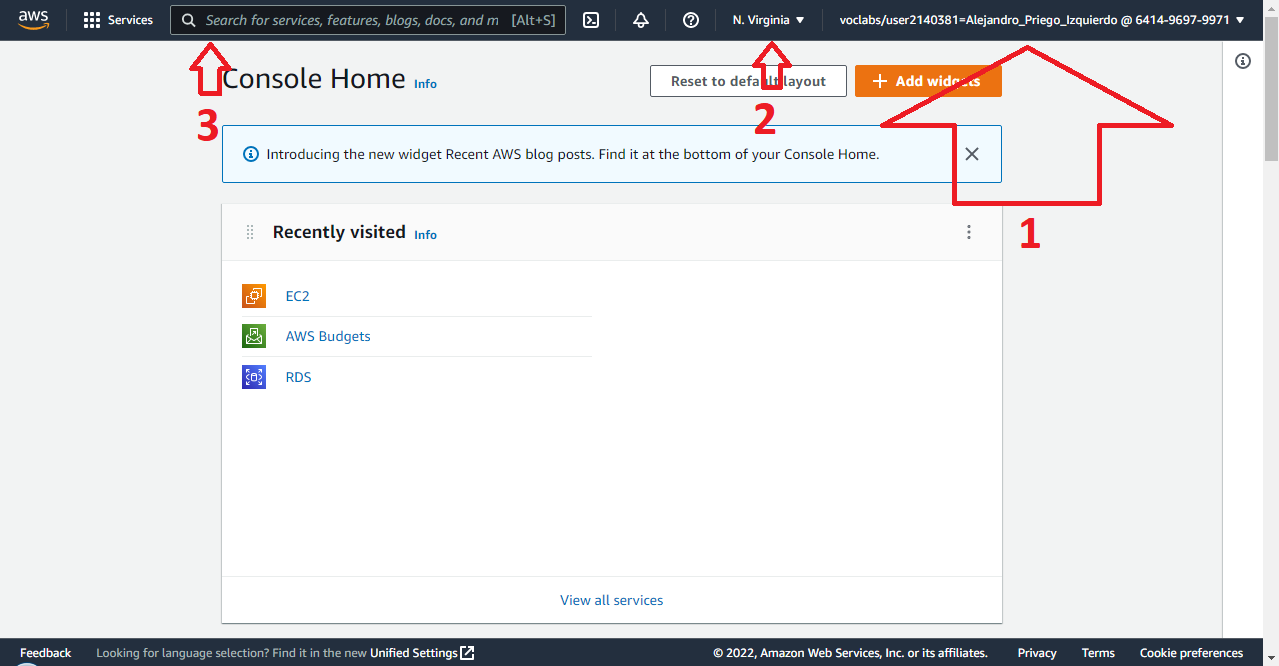 aws Services Search for services, features, blogs, docs, and m [Alt+S] N. Virginia voclabs/user2140381=Alejandro_Priego_Izquierdo @ 6414-9697-9971
Console Home Info Reset to default layout Add widgets
3 2
Introducing the new widget Recent AWS blog posts. Find it at the bottom of your Console Home.
1
Recently visited Info
EC2
AWS Budgets
RDS
View all services
Feedback Looking for language selection? Find it in the new Unified Settings © 2022, Amazon Web Services, Inc. or its affiliates. Privacy Terms Cookie preferences